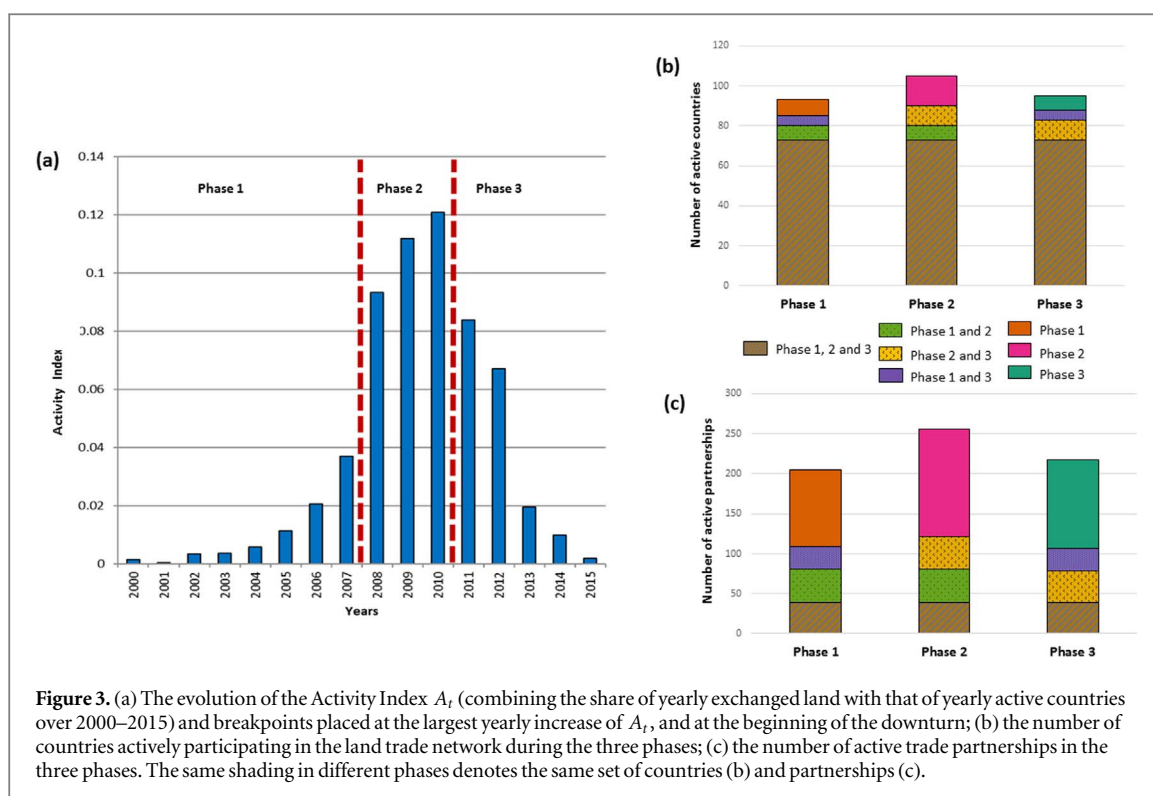 (a)
0.14
0.12
0.1
0.08
0.06
0.04
0.02
0
Activity Index
Phase 1
Phase 2
Phase 3
2000
2001
2002
2003
2004
2005
2006
2007
2008
2009
2010
2011
2012
2013
2014
2015
Years
(b)
120
100
80
60
40
20
0
Number of active countries
Phase 1
Phase 2
Phase 3
Phase 1, 2 and 3
Phase 1 and 2
Phase 2 and 3
Phase 1 and 3
Phase 1
Phase 2
Phase 3
(c)
300
250
200
150
100
50
0
Number of active partnerships
Phase 1
Phase 2
Phase 3
Figure 3. (a) The evolution of the Activity Index A_t (combining the share of yearly exchanged land with that of yearly active countries
over 2000–2015) and breakpoints placed at the largest yearly increase of A_t, and at the beginning of the downturn; (b) the number of
countries actively participating in the land trade network during the three phases; (c) the number of active trade partnerships in the
three phases. The same shading in different phases denotes the same set of countries (b) and partnerships (c).